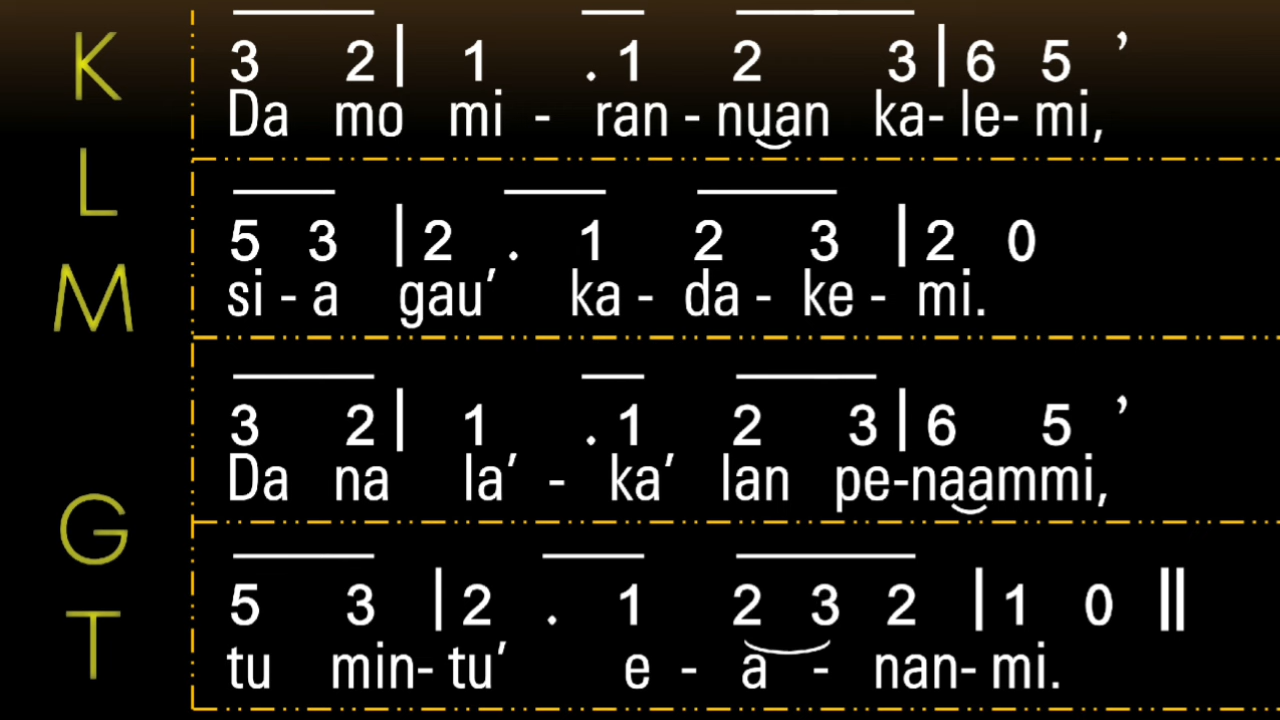 K
L
M
G
T
3 2 | 1 . 1 2 3 | 6 5 ’
Da mo mi - ran - nuan ka- le- mi,
5 3 | 2 . 1 2 3 | 2 0
si - a gau’ ka - da - ke - mi.
3 2 | 1 . 1 2 3 | 6 5 ’
Da na la’ - ka’ lan pe-naammi,
5 3 | 2 . 1 2 3 2 | 1 0 ||
tu min- tu’ e - a - nan- mi.